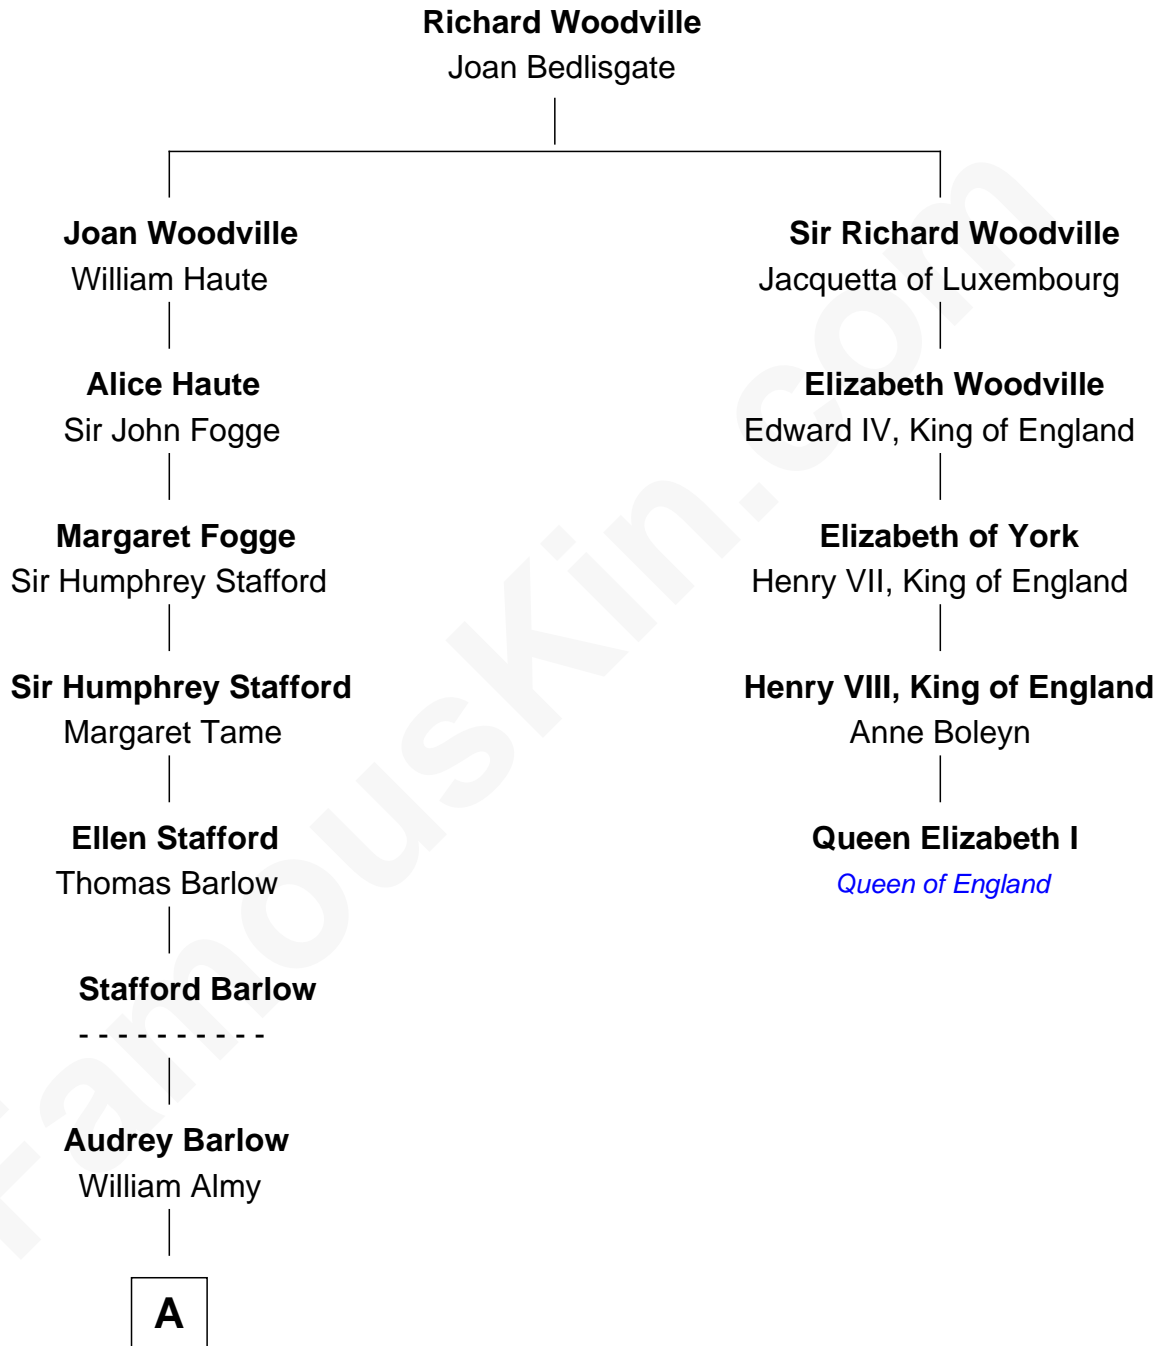 Richard Woodville
Joan Bedlisgate
Joan Woodville
William Haute
Sir Richard Woodville
Jacquetta of Luxembourg
Alice Haute
Sir John Fogge
Elizabeth Woodville
Edward IV, King of England
Margaret Fogge
Sir Humphrey Stafford
Elizabeth of York
Henry VII, King of England
Sir Humphrey Stafford
Margaret Tame
Henry VIII, King of England
Anne Boleyn
Ellen Stafford
Thomas Barlow
Queen Elizabeth I
Queen of England
Stafford Barlow
- - - - - - - - - -
Audrey Barlow
William Almy
A
FamousKin.com